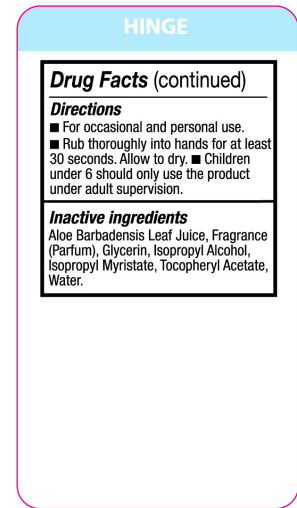 HINGE
Drug Facts (continued)
Directions
■ For occasional and personal use.
■ Rub thoroughly into hands for at least
30 seconds. Allow to dry. ■ Children
under 6 should only use the product
under adult supervision.
Inactive ingredients
Aloe Barbadensis Leaf Juice, Fragrance
(Parfum), Glycerin, Isopropyl Alcohol,
Isopropyl Myristate, Tocopheryl Acetate,
Water.